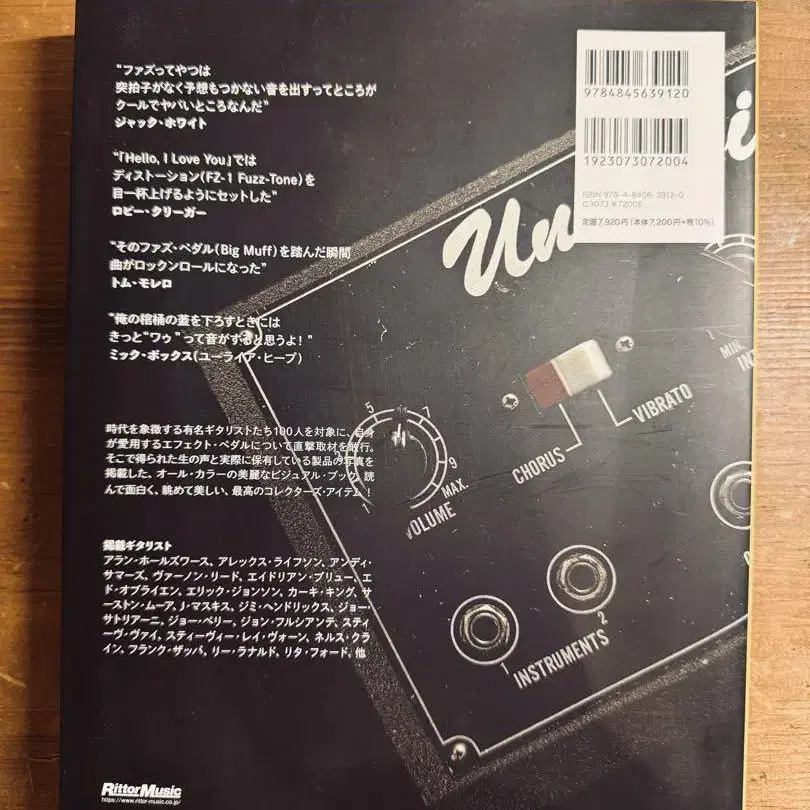 “ファズってやつは
突拍子がなく予想もつかない音を出すってところが
クールでヤバいところなんだ”
ジャック・ホワイト
“「Hello, I Love You」では
ディストーション(FZ-1 Fuzz-Tone)を
目一杯上げるようにセットした”
ロビー・クリーガー
“そのファズ・ペダル(Big Muff)を踏んだ瞬間
曲がロックンロールになった”
トム・モレロ
“俺の棺桶の蓋を下ろすときには
きっと“ワゥ”って音がすると思うよ！”
ミック・ボックス(ユーライア・ヒープ)
時代を象徴する有名ギタリストたち100人を対象に、自身
が愛用するエフェクト・ペダルについて直撃取材を敢行。
そこで得られた生の声と実際に保有している製品の写真を
掲載した、オール・カラーの美麗なビジュアル・ブック。読
んで面白く、眺めて美しい、最高のコレクターズ・アイテム！
掲載ギタリスト
アラン・ホールズワース、アレックス・ライフソン、アンディ・
サマーズ、ヴァーノン・リード、エイドリアン・ブリュー、エ
ド・オブライエン、エリック・ジョンソン、カーキ・キング、サ
ーストン・ムーア、J・マスキス、ジミ・ヘンドリックス、ジョー・
サトリアーニ、ジョー・ペリー、ジョン・フルシアンテ、スティ
ーヴ・ヴァイ、スティーヴィー・レイ・ヴォーン、ネルス・クラ
イン、フランク・ザッパ、リー・ラナルド、リタ・フォード、他
RittorMusic
https://www.rittor-music.co.jp/
9784845639120
1923073072004
ISBN 978-4-8456-3912-0
C3073 ¥7200E
定価7,920円(本体7,200円+税10%)
Un
5
7
9
MAX.
VOLUME
CHORUS
VIBRATO
MIN.
1
2
INSTRUMENTS